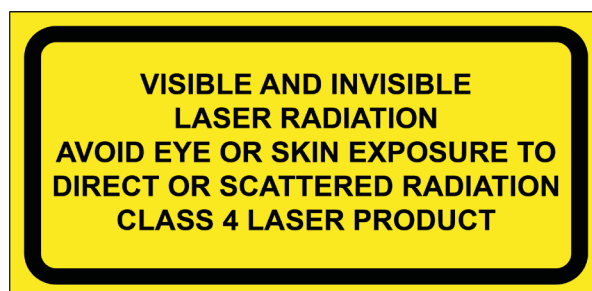 VISIBLE AND INVISIBLE
LASER RADIATION
AVOID EYE OR SKIN EXPOSURE TO
DIRECT OR SCATTERED RADIATION
CLASS 4 LASER PRODUCT